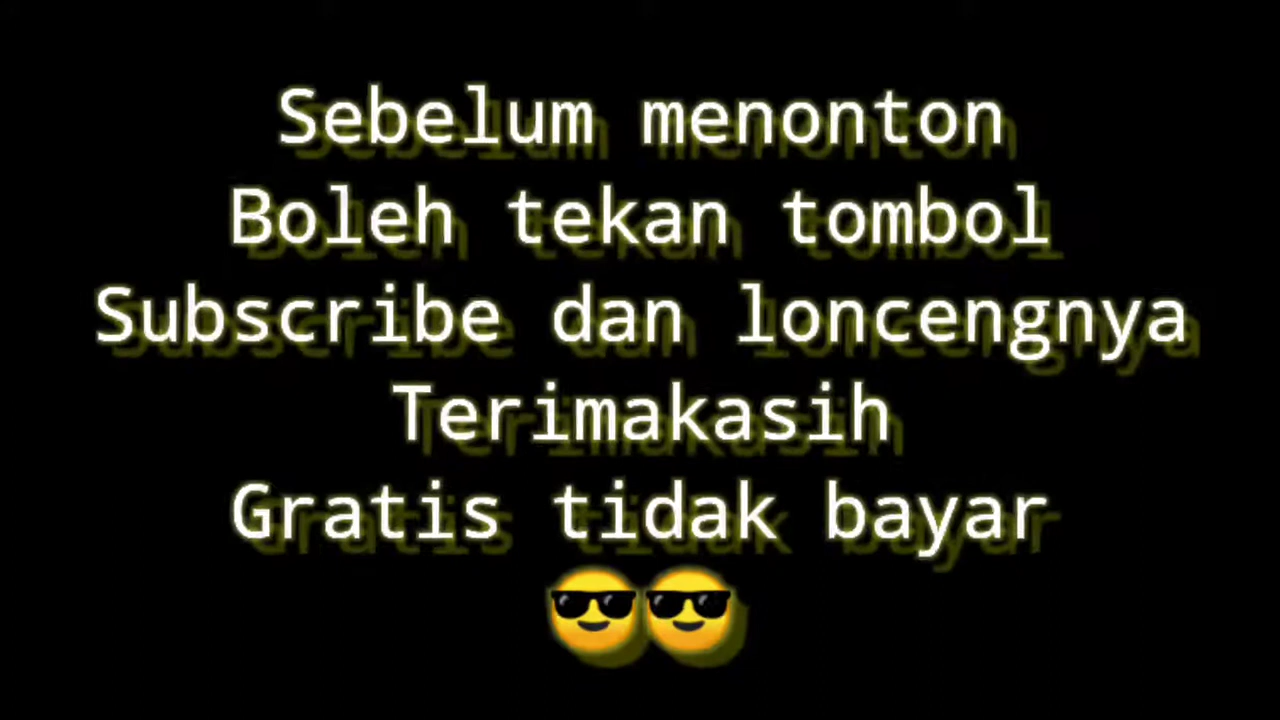 Sebelum menonton
Boleh tekan tombol
Subscribe dan loncengnya
Terimakasih
Gratis tidak bayar
😎😎